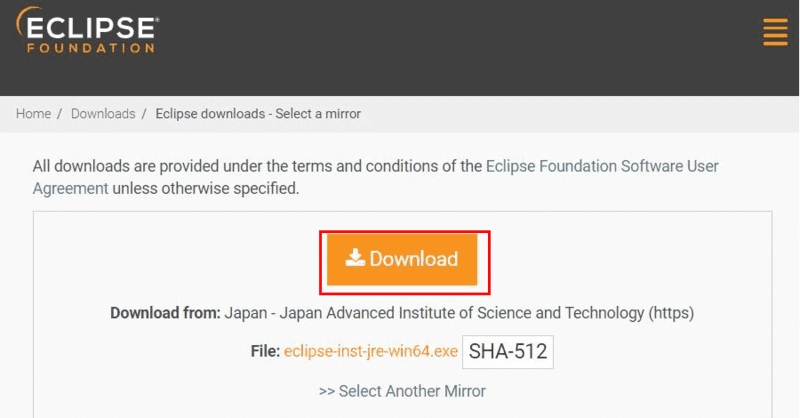 ECLIPSE®
FOUNDATION
Home / Downloads / Eclipse downloads - Select a mirror
All downloads are provided under the terms and conditions of the Eclipse Foundation Software User
Agreement unless otherwise specified.
Download
Download from: Japan - Japan Advanced Institute of Science and Technology (https)
File: eclipse-inst-jre-win64.exe SHA-512
>> Select Another Mirror